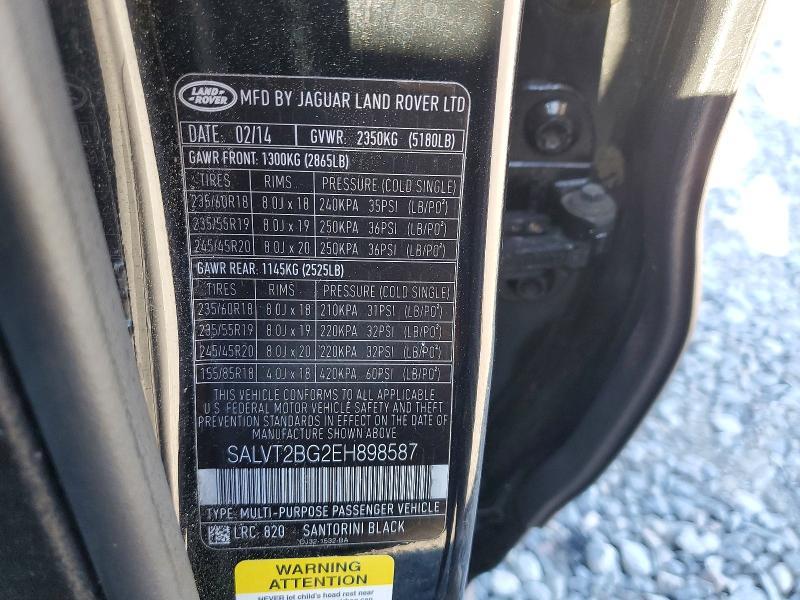 LAND ROVER MFD BY JAGUAR LAND ROVER LTD
DATE: 02/14 GVWR: 2350KG (5180LB)
GAWR FRONT: 1300KG (2865LB)
TIRES RIMS PRESSURE (COLD SINGLE)
235/60R18 8.0J x 18 240KPA 35PSI (LB/PO²)
235/55R19 8.0J x 19 250KPA 36PSI (LB/PO²)
245/45R20 8.0J x 20 250KPA 36PSI (LB/PO²)
GAWR REAR: 1145KG (2525LB)
TIRES RIMS PRESSURE (COLD SINGLE)
235/60R18 8.0J x 18 210KPA 31PSI (LB/PO²)
235/55R19 8.0J x 19 220KPA 32PSI (LB/PO²)
245/45R20 8.0J x 20 220KPA 32PSI (LB/PO²)
155/85R18 4.0J x 18 420KPA 60PSI (LB/PO²)
THIS VEHICLE CONFORMS TO ALL APPLICABLE
U.S. FEDERAL MOTOR VEHICLE SAFETY AND THEFT
PREVENTION STANDARDS IN EFFECT ON THE DATE OF
MANUFACTURE SHOWN ABOVE
SALVT2BG2EH898587
TYPE: MULTI-PURPOSE PASSENGER VEHICLE
LRC: 820 SANTORINI BLACK
WARNING
ATTENTION
NEVER let child's head rest near